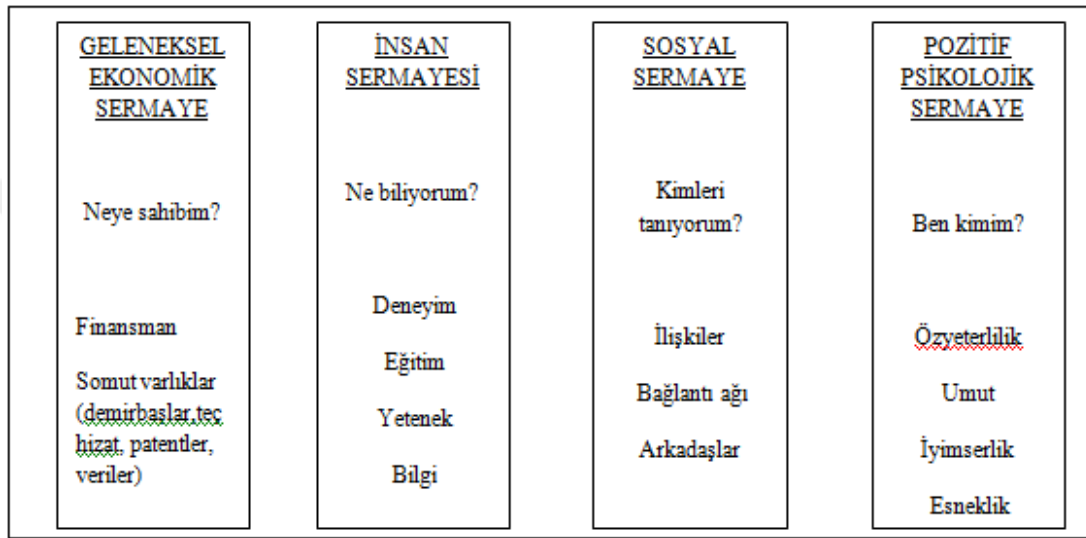 GELENEKSEL
EKONOMİK
SERMAYE
Neye sahibim?
Finansman
Somut varlıklar
(demirbaşlar,teç
hizat, patentler,
veriler)
İNSAN
SERMAYESİ
Ne biliyorum?
Deneyim
Eğitim
Yetenek
Bilgi
SOSYAL
SERMAYE
Kimleri
tanıyorum?
İlişkiler
Bağlantı ağı
Arkadaşlar
POZİTİF
PSİKOLOJİK
SERMAYE
Ben kimim?
Özyeterlilik
Umut
İyimserlik
Esneklik